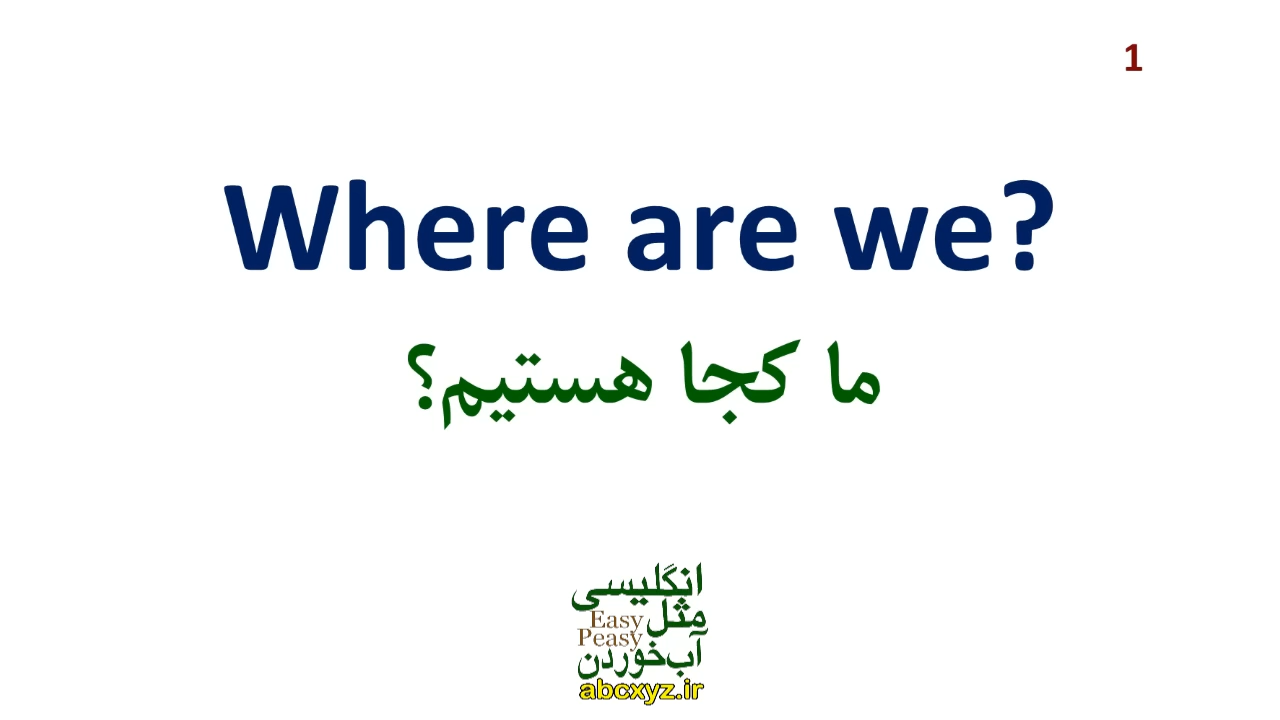 1
Where are we?
ما کجا هستیم؟
انگلیسی
مثل Easy
Peasy
آب‌خوردن
abcxyz.ir